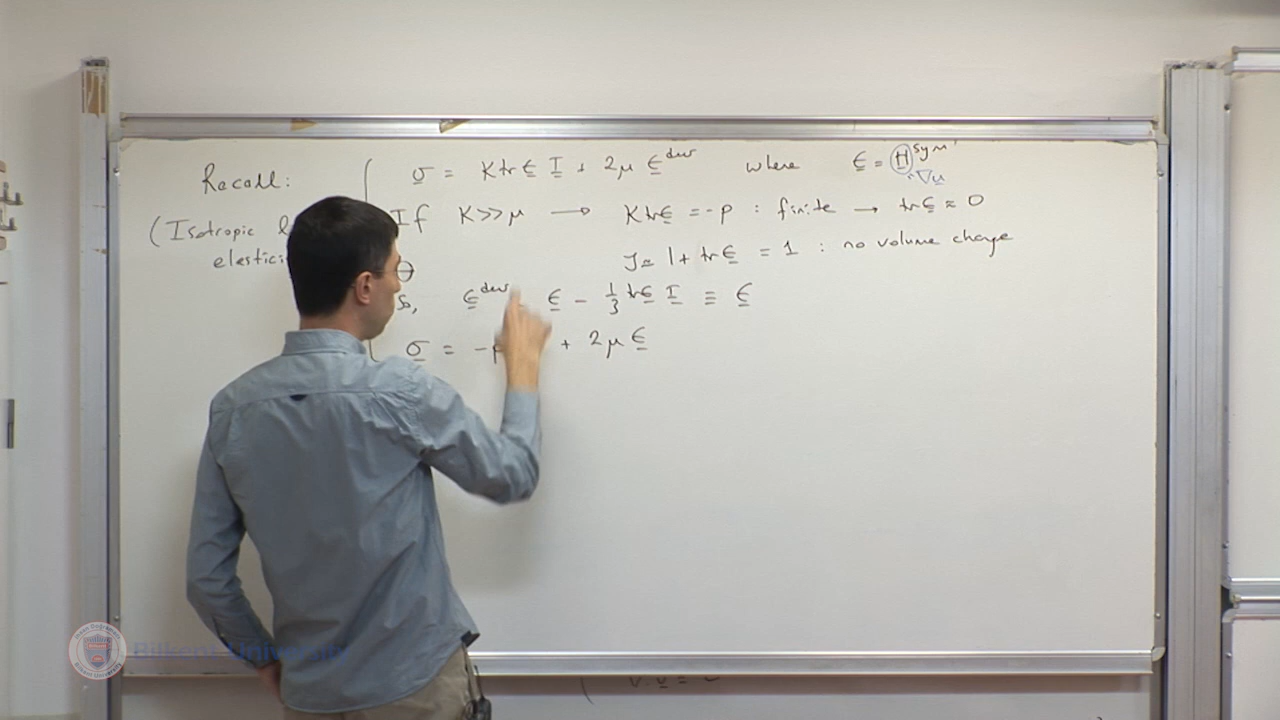 Recall:
σ = K tr ϵ I + 2μ ϵ^dev where ϵ = H^sym
∇u
(Isotropic
If K >> μ → K tr ϵ = -p : finite → tr ϵ ≈ 0
J ≈ 1 + tr ϵ = 1 : no volume change
So, ϵ^dev ϵ - 1/3 tr ϵ I ≡ ϵ
σ = -p + 2μ ϵ
Bilkent University